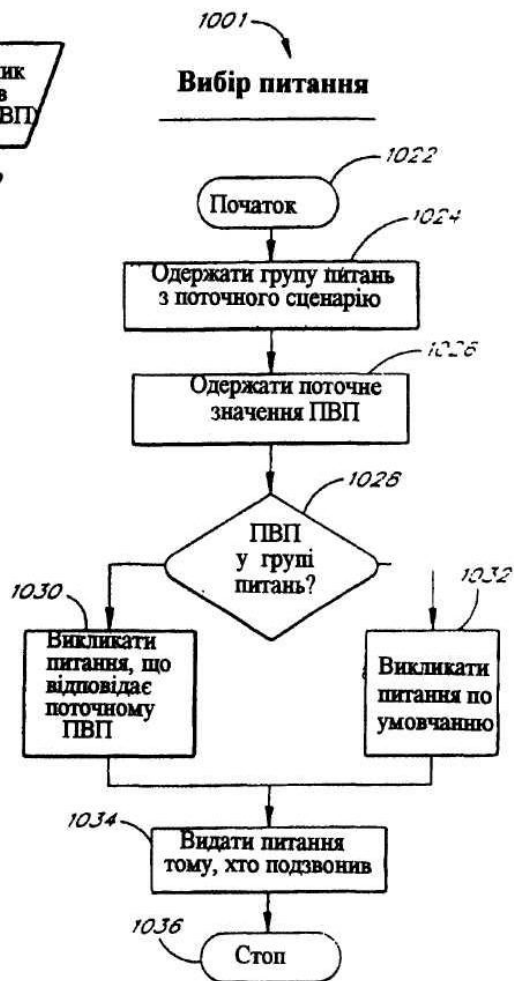 1001
ик
в
ВП)
Вибір питання
1022
Початок
1024
Одержати групу питань
з поточного сценарію
1026
Одержати поточне
значення ПВП
1028
ПВП
у групі
питань?
1030
1032
Викликати
питання, що
відповідає
поточному
ПВП
Викликати
питання по
умовчанню
1034
Видати питання
тому, хто подзвонив
1036
Стоп